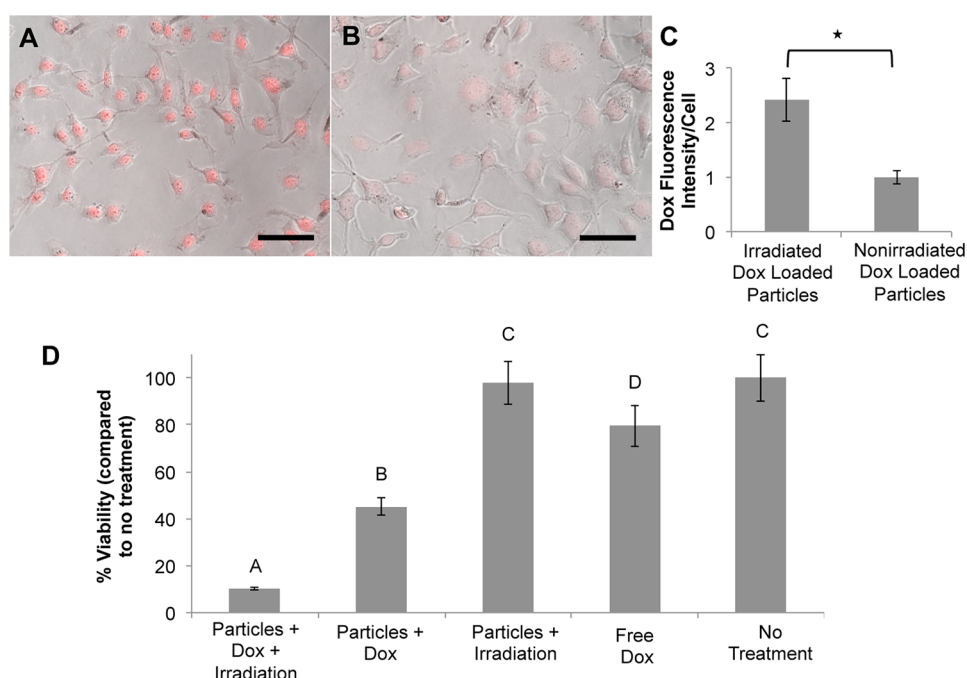 A
B
C
★
Dox Fluorescence
Intensity/Cell
3
2
1
0
Irradiated
Dox Loaded
Particles
Nonirradiated
Dox Loaded
Particles
D
% Viability (compared
to no treatment)
100
80
60
40
20
0
A
B
C
D
C
Particles +
Dox +
Irradiation
Particles +
Dox
Particles +
Irradiation
Free
Dox
No
Treatment